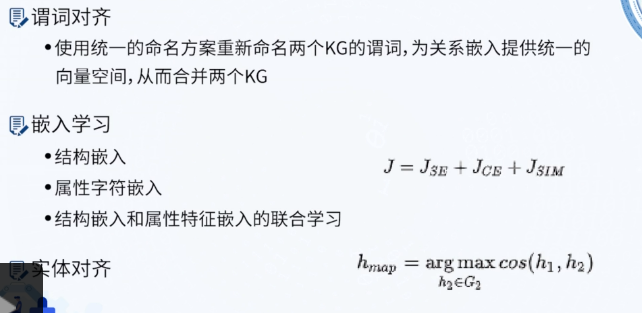 谓词对齐
•使用统一的命名方案重新命名两个KG的谓词,为关系嵌入提供统一的
向量空间,从而合并两个KG
嵌入学习
•结构嵌入
J = J_{SE} + J_{CE} + J_{SIM}
•属性字符嵌入
•结构嵌入和属性特征嵌入的联合学习
实体对齐
h_{map} = arg max_{h_2∈G_2} cos(h_1, h_2)